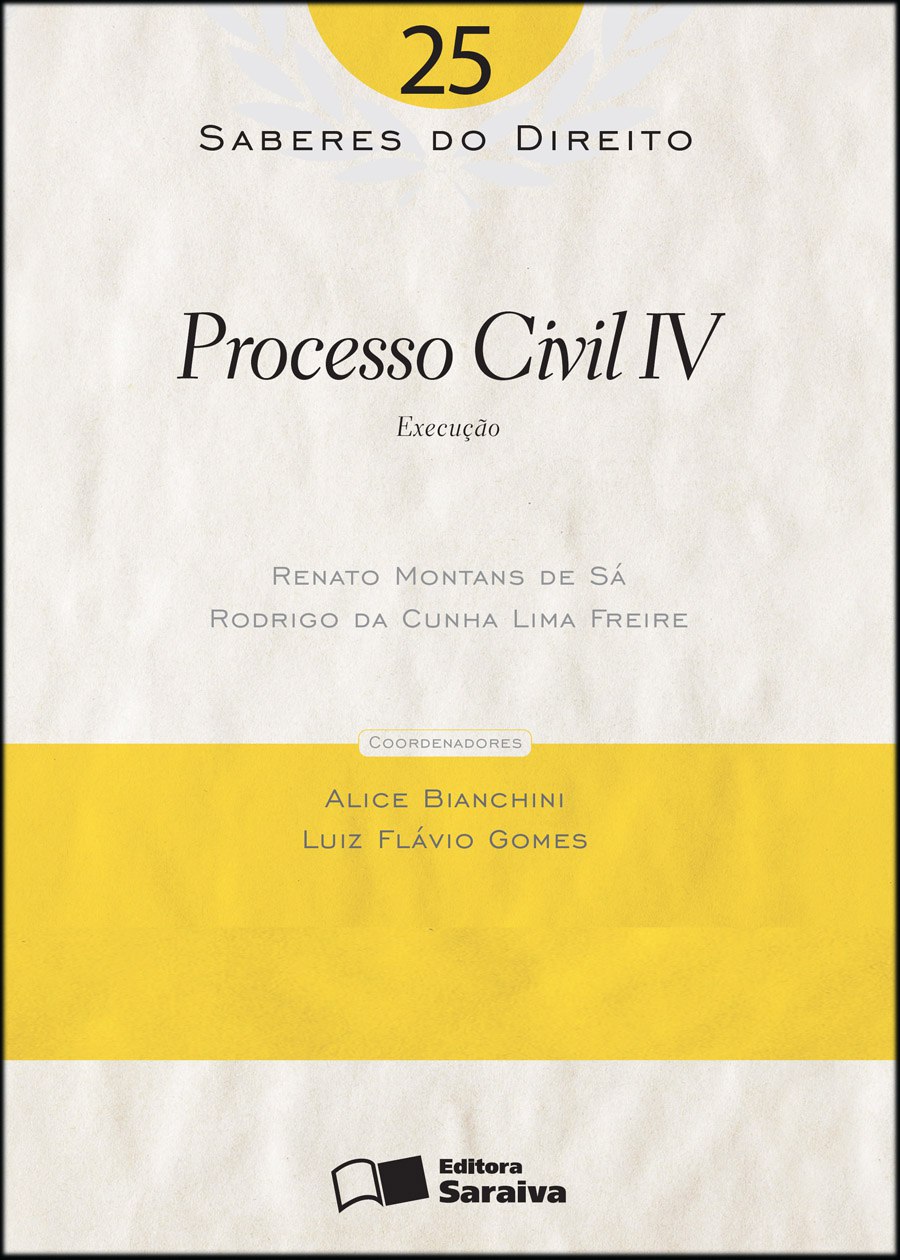 25
SABERES DO DIREITO
Processo Civil IV
Execução
RENATO MONTANS DE SÁ
RODRIGO DA CUNHA LIMA FREIRE
COORDENADORES
ALICE BIANCHINI
LUIZ FLÁVIO GOMES
Editora
Saraiva